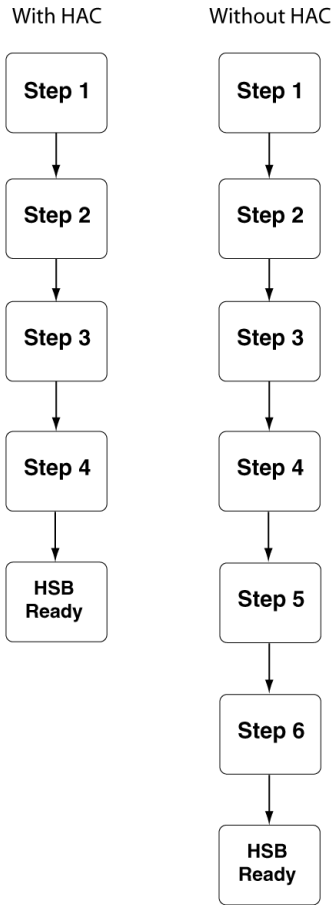 With HAC
Step 1
Step 2
Step 3
Step 4
HSB
Ready
Without HAC
Step 1
Step 2
Step 3
Step 4
Step 5
Step 6
HSB
Ready